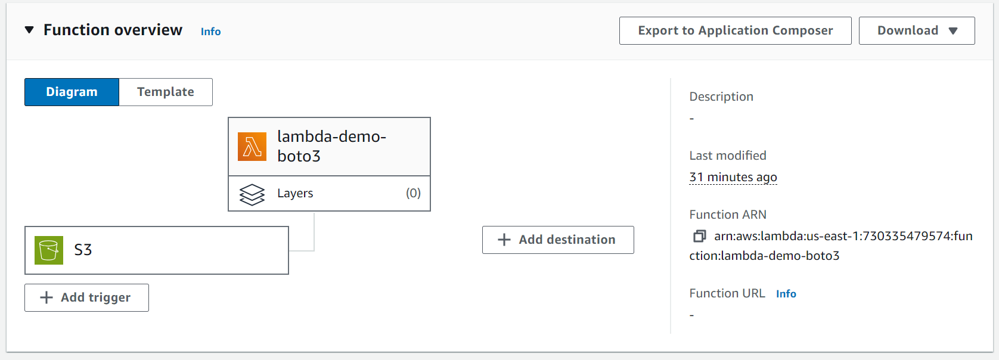 Function overview
Info
Export to Application Composer
Download
Diagram
Template
lambda-demo-
boto3
Layers
(0)
S3
Add trigger
Add destination
Description
-
Last modified
31 minutes ago
Function ARN
arn:aws:lambda:us-east-1:730335479574:fun
ction:lambda-demo-boto3
Function URL
Info
-